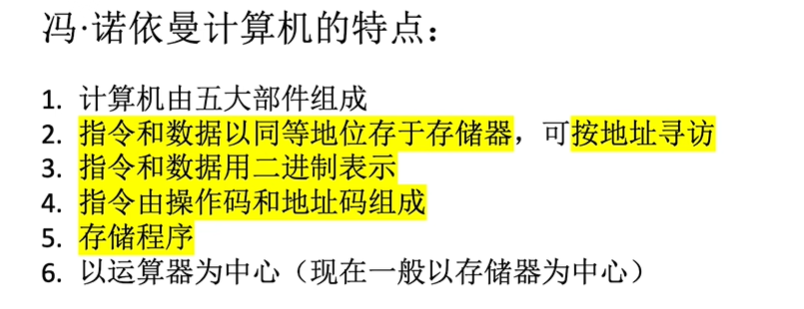 冯·诺依曼计算机的特点：
1. 计算机由五大部件组成
2. 指令和数据以同等地位存于存储器，可按地址寻访
3. 指令和数据用二进制表示
4. 指令由操作码和地址码组成
5. 存储程序
6. 以运算器为中心（现在一般以存储器为中心）